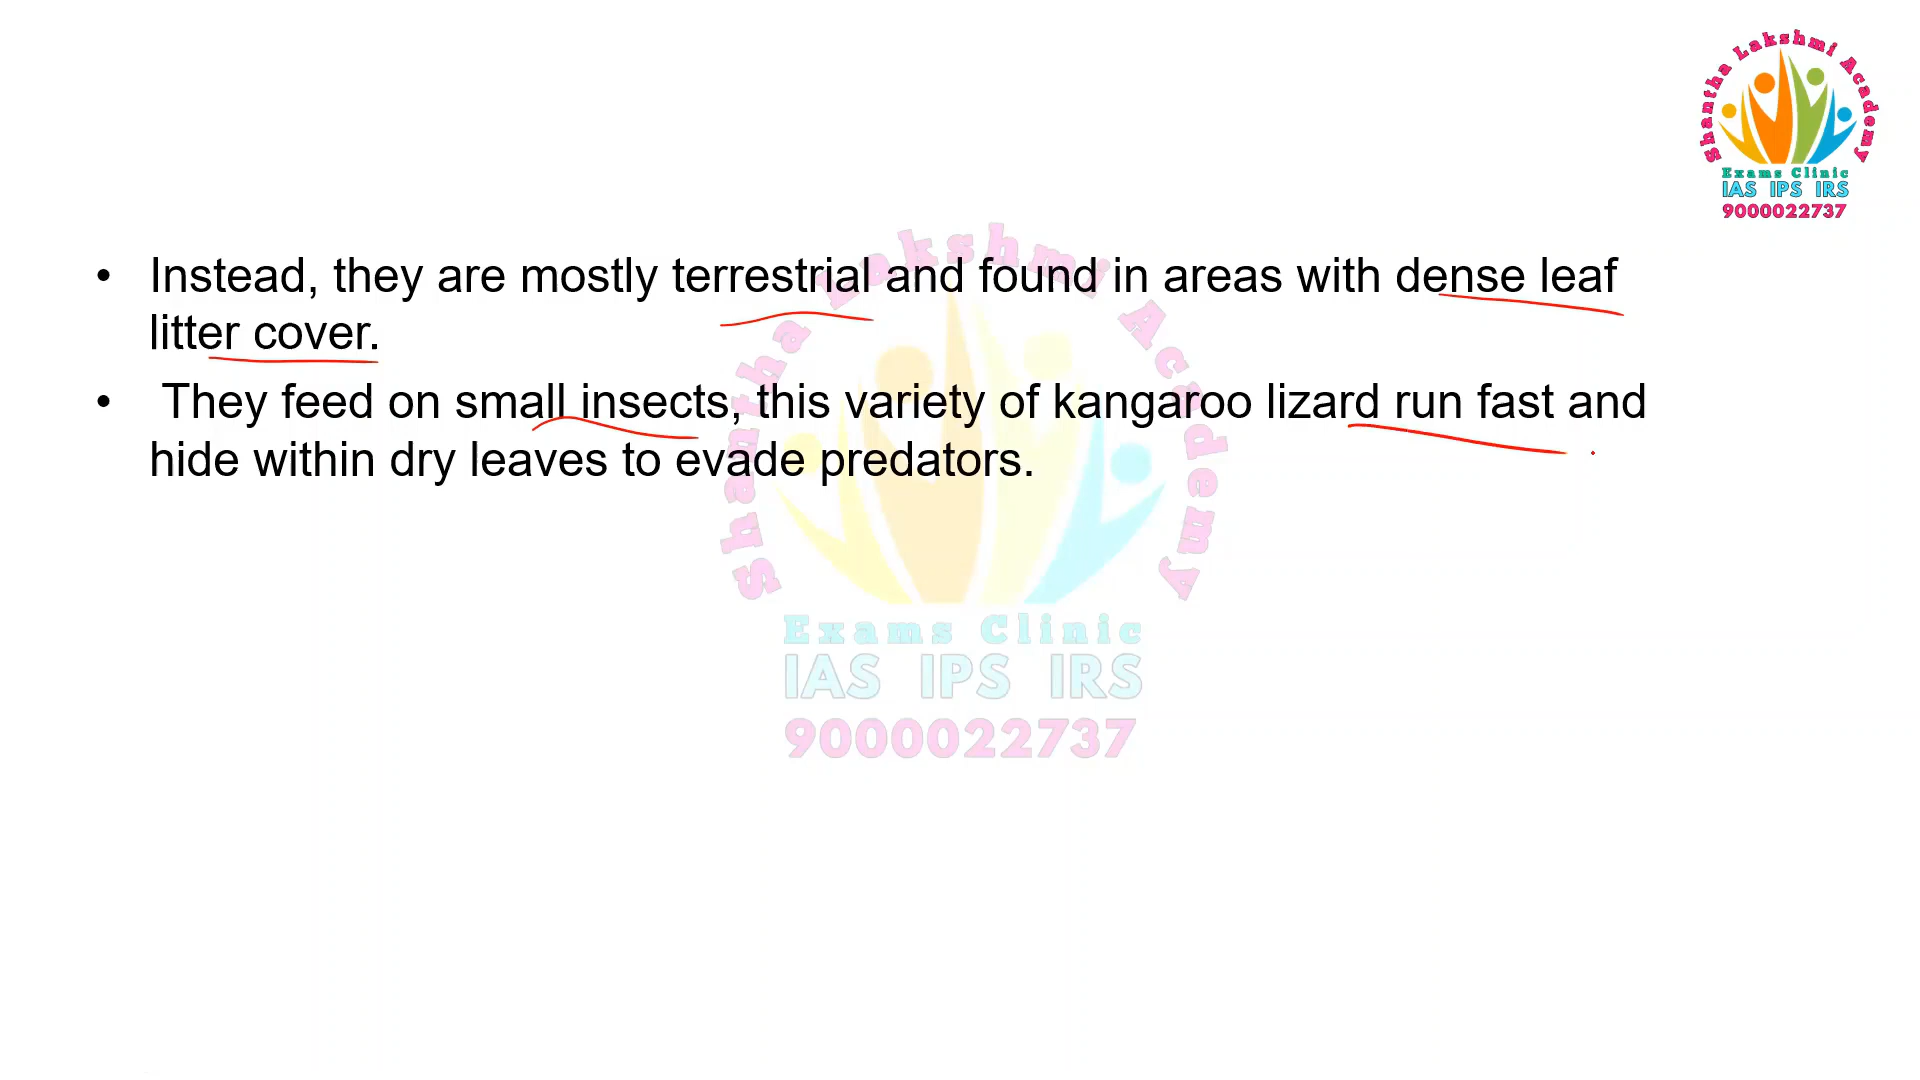 Shantha Lakshmi Academy
Exams Clinic
IAS IPS IRS
9000022737
• Instead, they are mostly terrestrial and found in areas with dense leaf
litter cover.
• They feed on small insects, this variety of kangaroo lizard run fast and
hide within dry leaves to evade predators.
Shantha Lakshmi Academy
Exams Clinic
IAS IPS IRS
9000022737